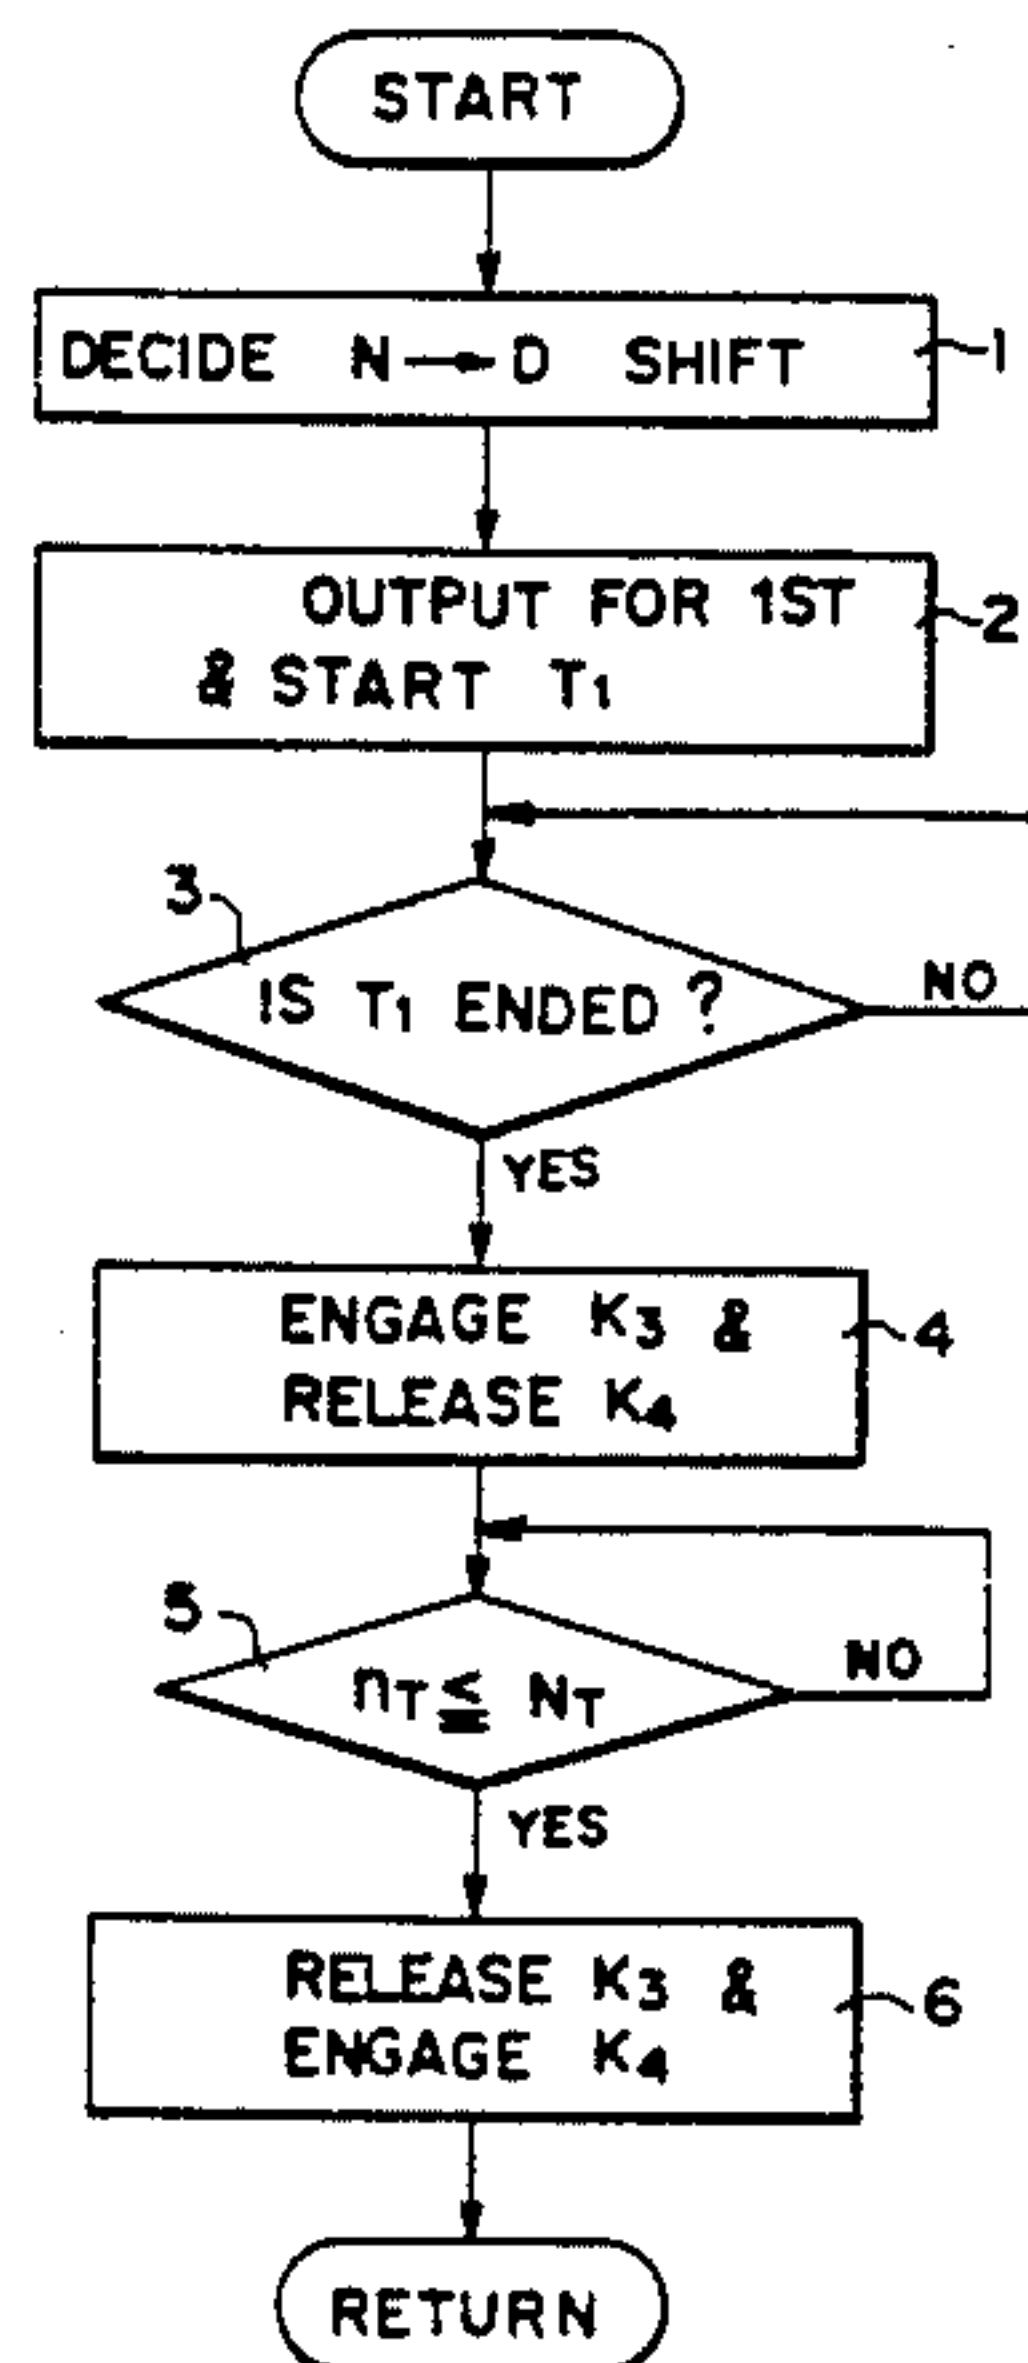 START
DECIDE N→D SHIFT
1
OUTPUT FOR 1ST
& START T1
2
3
IS T1 ENDED ?
NO
YES
ENGAGE K3 &
RELEASE K4
4
5
nT ≦ NT
NO
YES
RELEASE K3 &
ENGAGE K4
6
RETURN